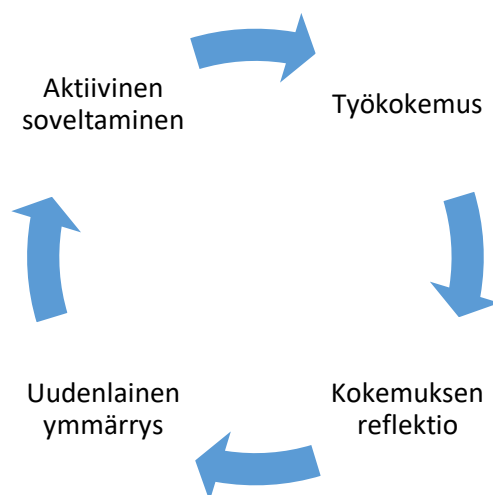 Aktiivinen
soveltaminen
Työkokemus
Kokemuksen
reflektio
Uudenlainen
ymmärrys